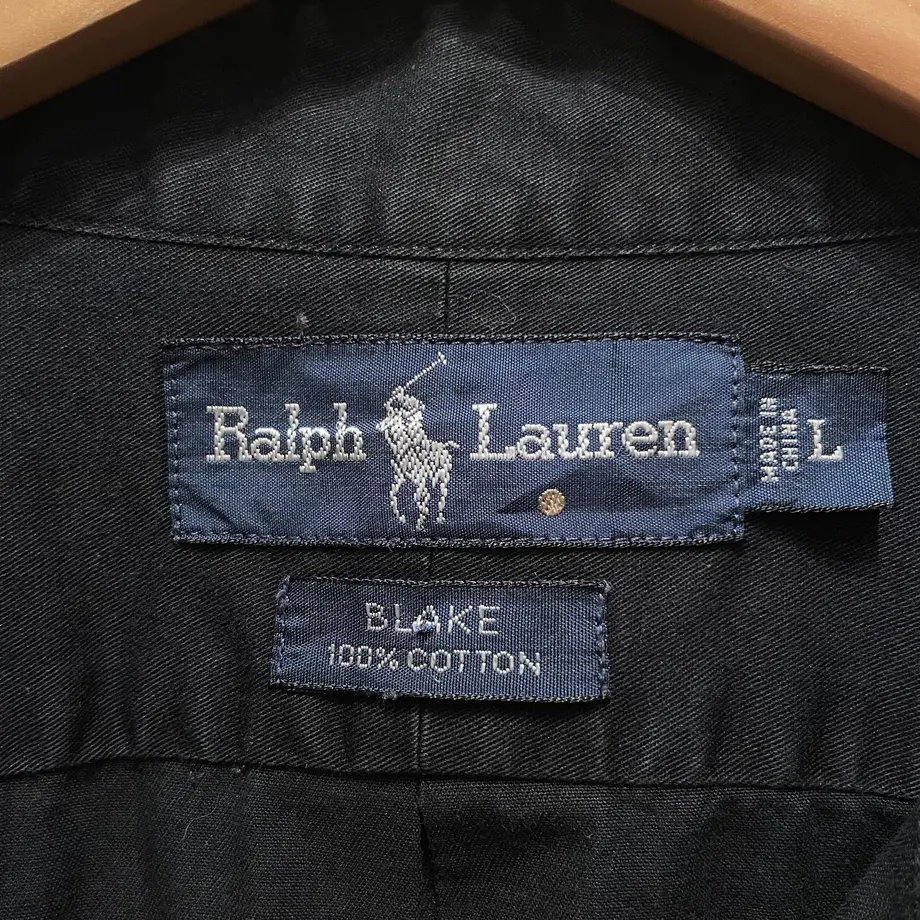 Ralph Lauren
MADE IN
CHINA
L
BLAKE
100% COTTON